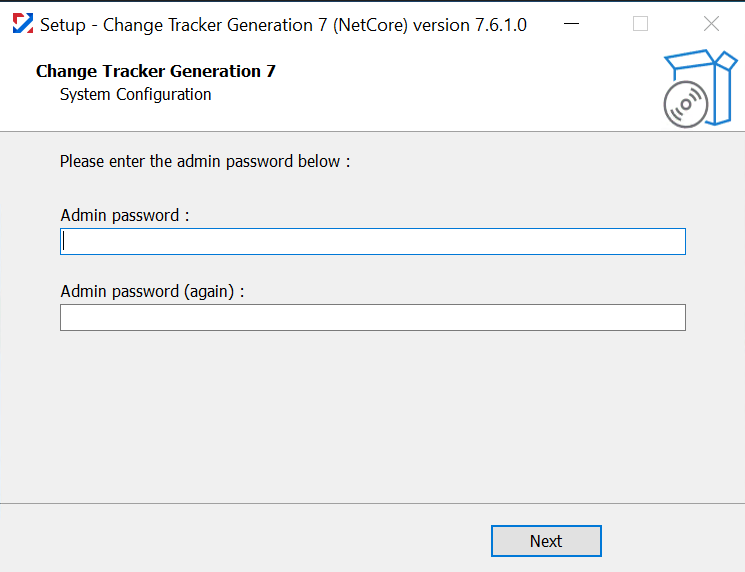 Setup - Change Tracker Generation 7 (NetCore) version 7.6.1.0
Change Tracker Generation 7
System Configuration
Please enter the admin password below :
Admin password :
Admin password (again) :
Next